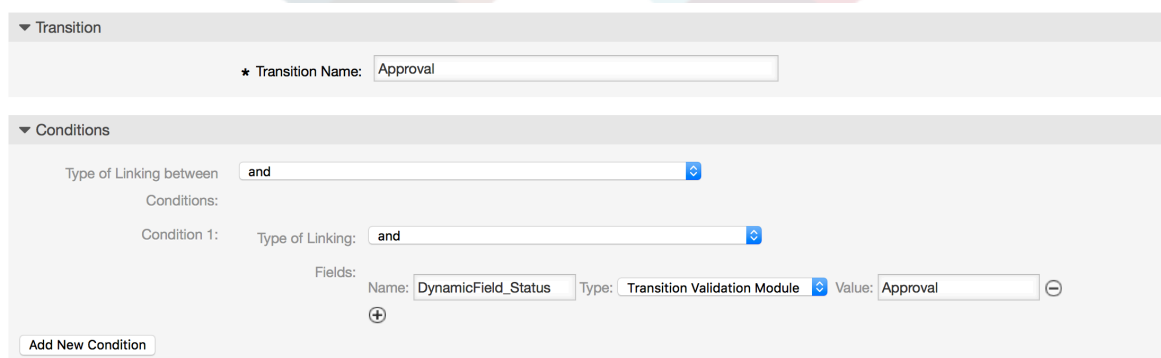 Transition
* Transition Name: Approval
Conditions
Type of Linking between and
Conditions:
Condition 1: Type of Linking: and
Fields:
Name: DynamicField_Status Type: Transition Validation Module Value: Approval
Add New Condition